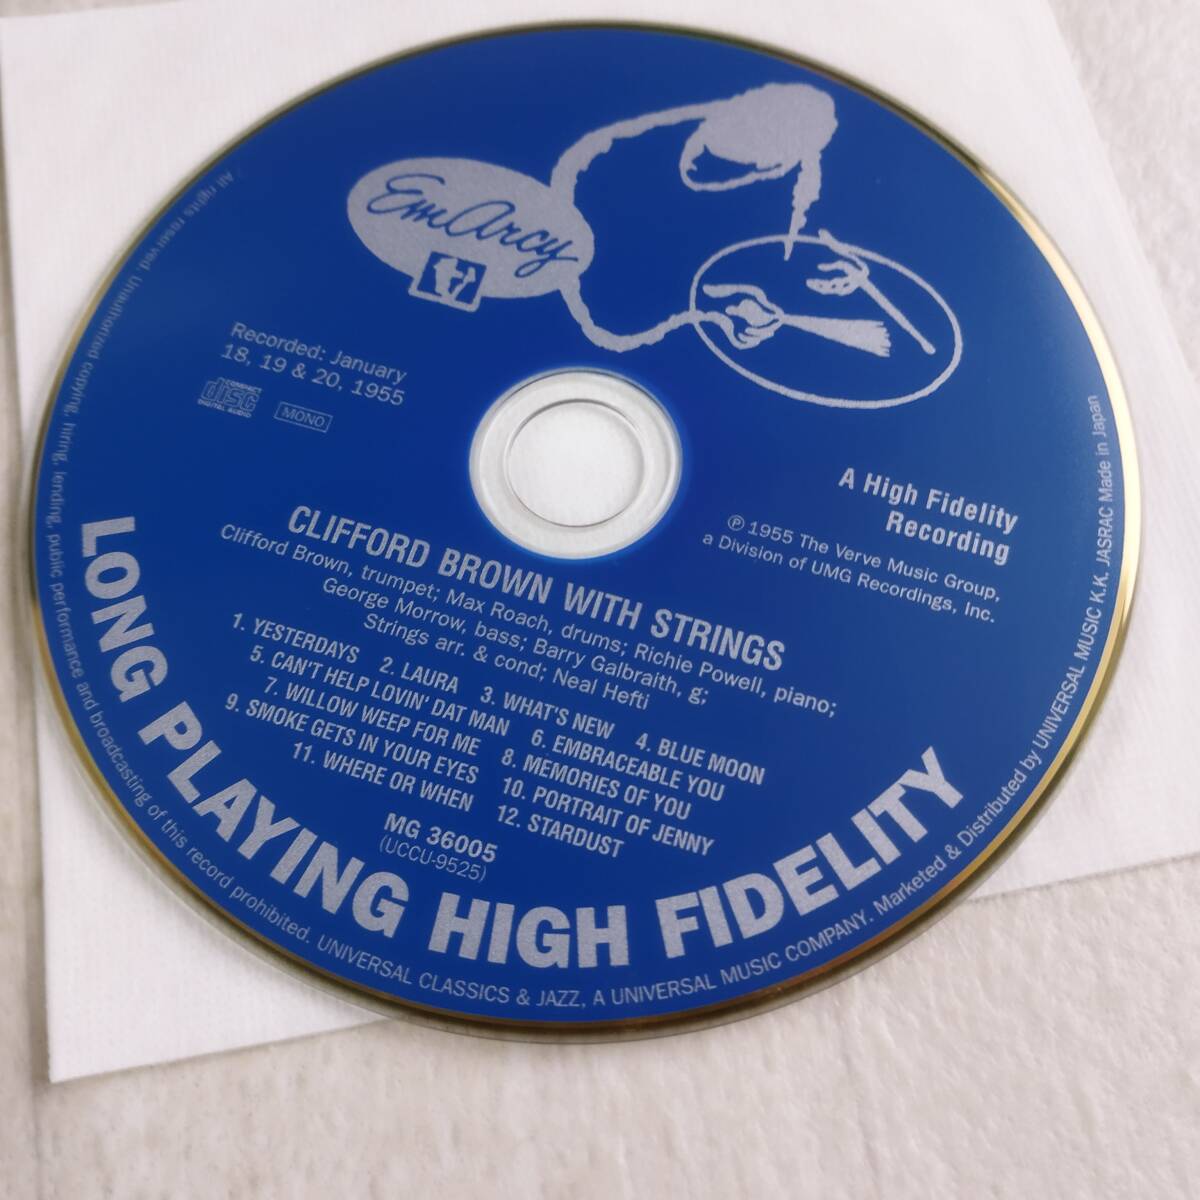 EmArcy
Recorded: January
18, 19 & 20, 1955
COMPACT
disc
DIGITAL AUDIO
MONO
A High Fidelity
Recording
℗ 1955 The Verve Music Group,
a Division of UMG Recordings, Inc.
CLIFFORD BROWN WITH STRINGS
Clifford Brown, trumpet; Max Roach, drums; Richie Powell, piano;
George Morrow, bass; Barry Galbraith, g;
Strings arr. & cond; Neal Hefti
1. YESTERDAYS 2. LAURA 3. WHAT'S NEW 4. BLUE MOON
5. CAN'T HELP LOVIN' DAT MAN 6. EMBRACEABLE YOU
7. WILLOW WEEP FOR ME 8. MEMORIES OF YOU
9. SMOKE GETS IN YOUR EYES 10. PORTRAIT OF JENNY
11. WHERE OR WHEN 12. STARDUST
MG 36005
(UCCU-9525)
LONG PLAYING HIGH FIDELITY
All rights reserved. Unauthorized copying, hiring, lending, public performance and broadcasting of this record prohibited. UNIVERSAL CLASSICS & JAZZ, A UNIVERSAL MUSIC COMPANY. Marketed & Distributed by UNIVERSAL MUSIC K.K. JASRAC Made in Japan